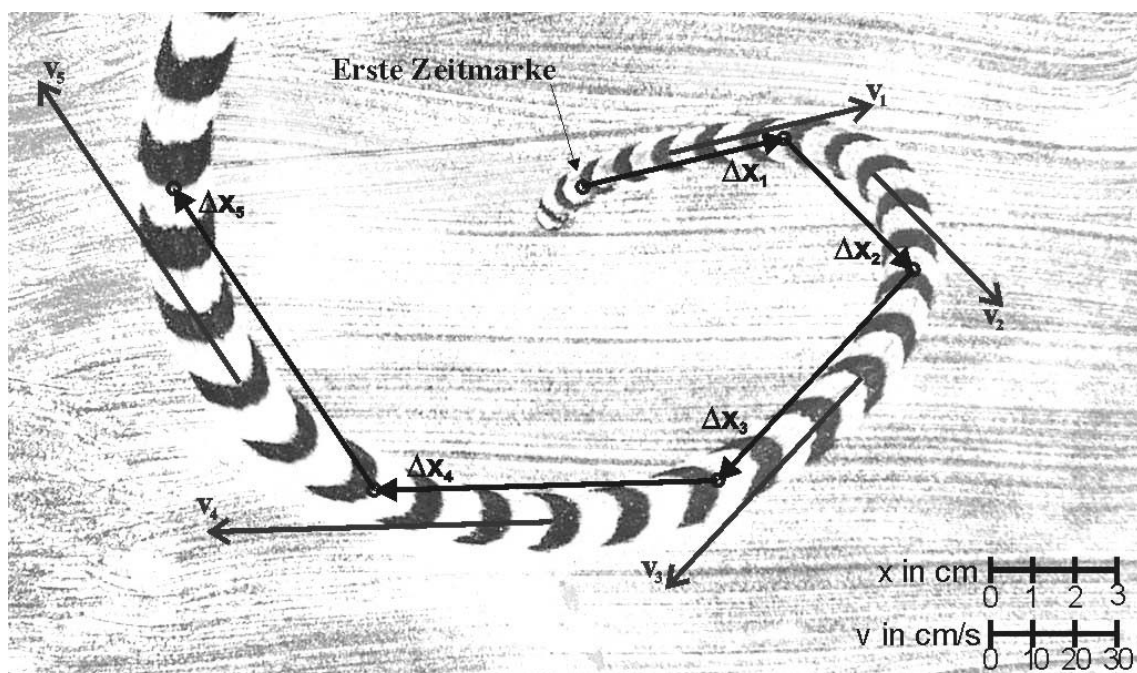 v₅
Erste Zeitmarke
v₁
Δx₁
Δx₅
Δx₂
v₂
Δx₃
Δx₄
v₄
v₃
x in cm
0 1 2 3
v in cm/s
0 10 20 30